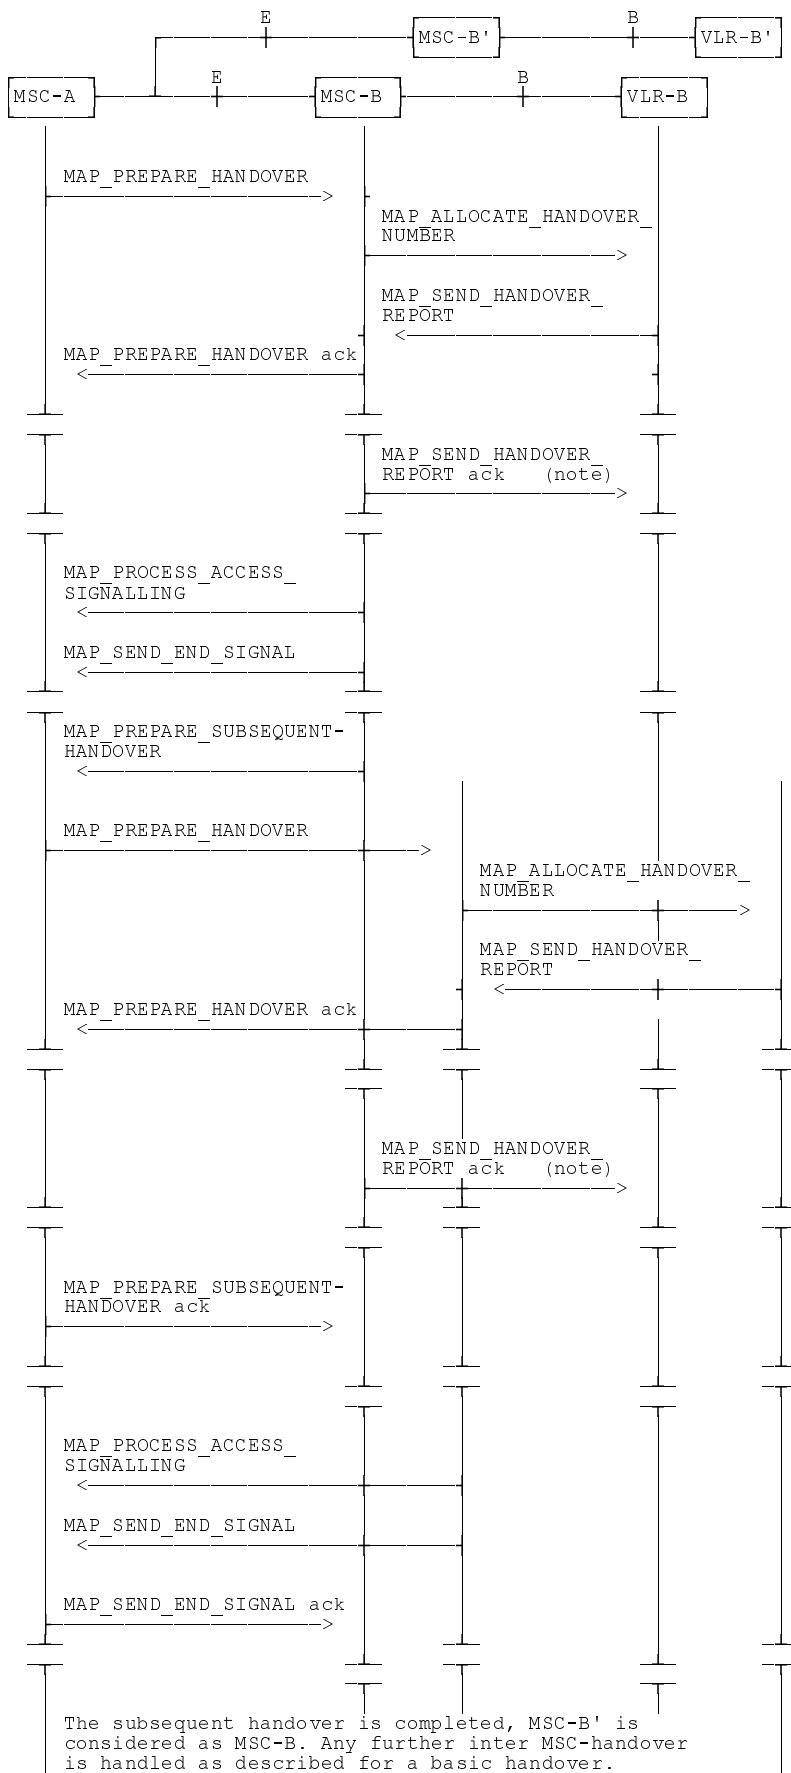 E
B
MSC-B'
VLR-B'
E
B
MSC-A
MSC-B
VLR-B
MAP_PREPARE_HANDOVER
MAP_ALLOCATE_HANDOVER_
NUMBER
MAP_SEND_HANDOVER_
REPORT
MAP_PREPARE_HANDOVER ack
MAP_SEND_HANDOVER_
REPORT ack (note)
MAP_PROCESS_ACCESS_
SIGNALLING
MAP_SEND_END_SIGNAL
MAP_PREPARE_SUBSEQUENT-
HANDOVER
MAP_PREPARE_HANDOVER
MAP_ALLOCATE_HANDOVER_
NUMBER
MAP_SEND_HANDOVER_
REPORT
MAP_PREPARE_HANDOVER ack
MAP_SEND_HANDOVER_
REPORT ack (note)
MAP_PREPARE_SUBSEQUENT-
HANDOVER ack
MAP_PROCESS_ACCESS_
SIGNALLING
MAP_SEND_END_SIGNAL
MAP_SEND_END_SIGNAL ack
The subsequent handover is completed, MSC-B' is
considered as MSC-B. Any further inter MSC-handover
is handled as described for a basic handover.